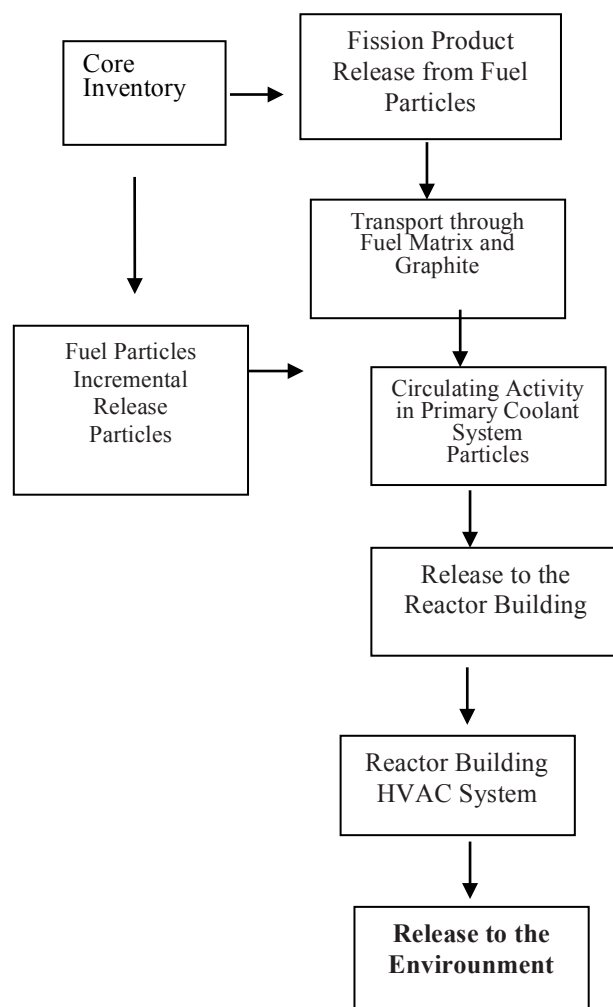 Core
Inventory
Fission Product
Release from Fuel
Particles
Transport through
Fuel Matrix and
Graphite
Fuel Particles
Incremental
Release
Particles
Circulating Activity
in Primary Coolant
System
Particles
Release to the
Reactor Building
Reactor Building
HVAC System
Release to the
Envirounment